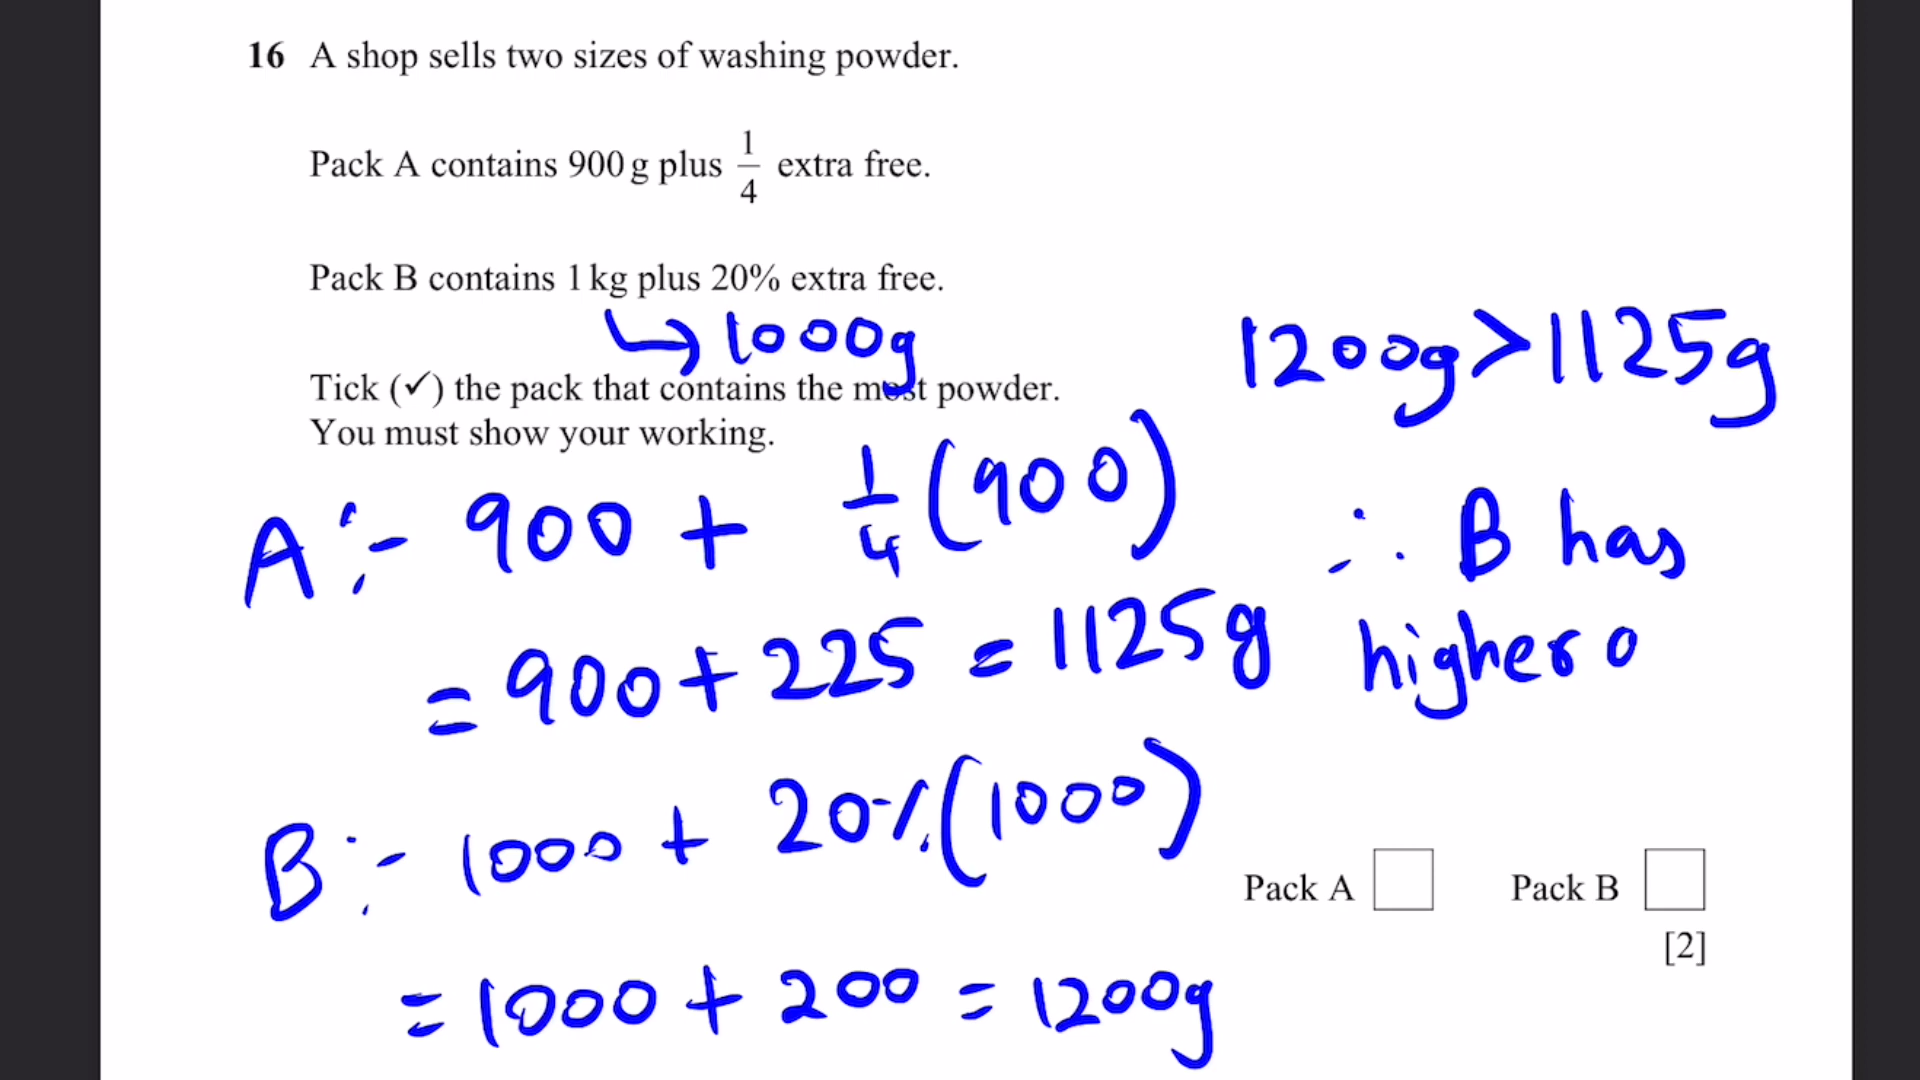 16 A shop sells two sizes of washing powder.
Pack A contains 900 g plus 1/4 extra free.
Pack B contains 1 kg plus 20% extra free.
↳ 1000g
1200g > 1125g
Tick (✓) the pack that contains the most powder.
You must show your working.
A :- 900 + 1/4 (900)
∴ B has
= 900 + 225 = 1125g
higher o
B :- 1000 + 20% (1000)
Pack A Pack B
[2]
= 1000 + 200 = 1200g